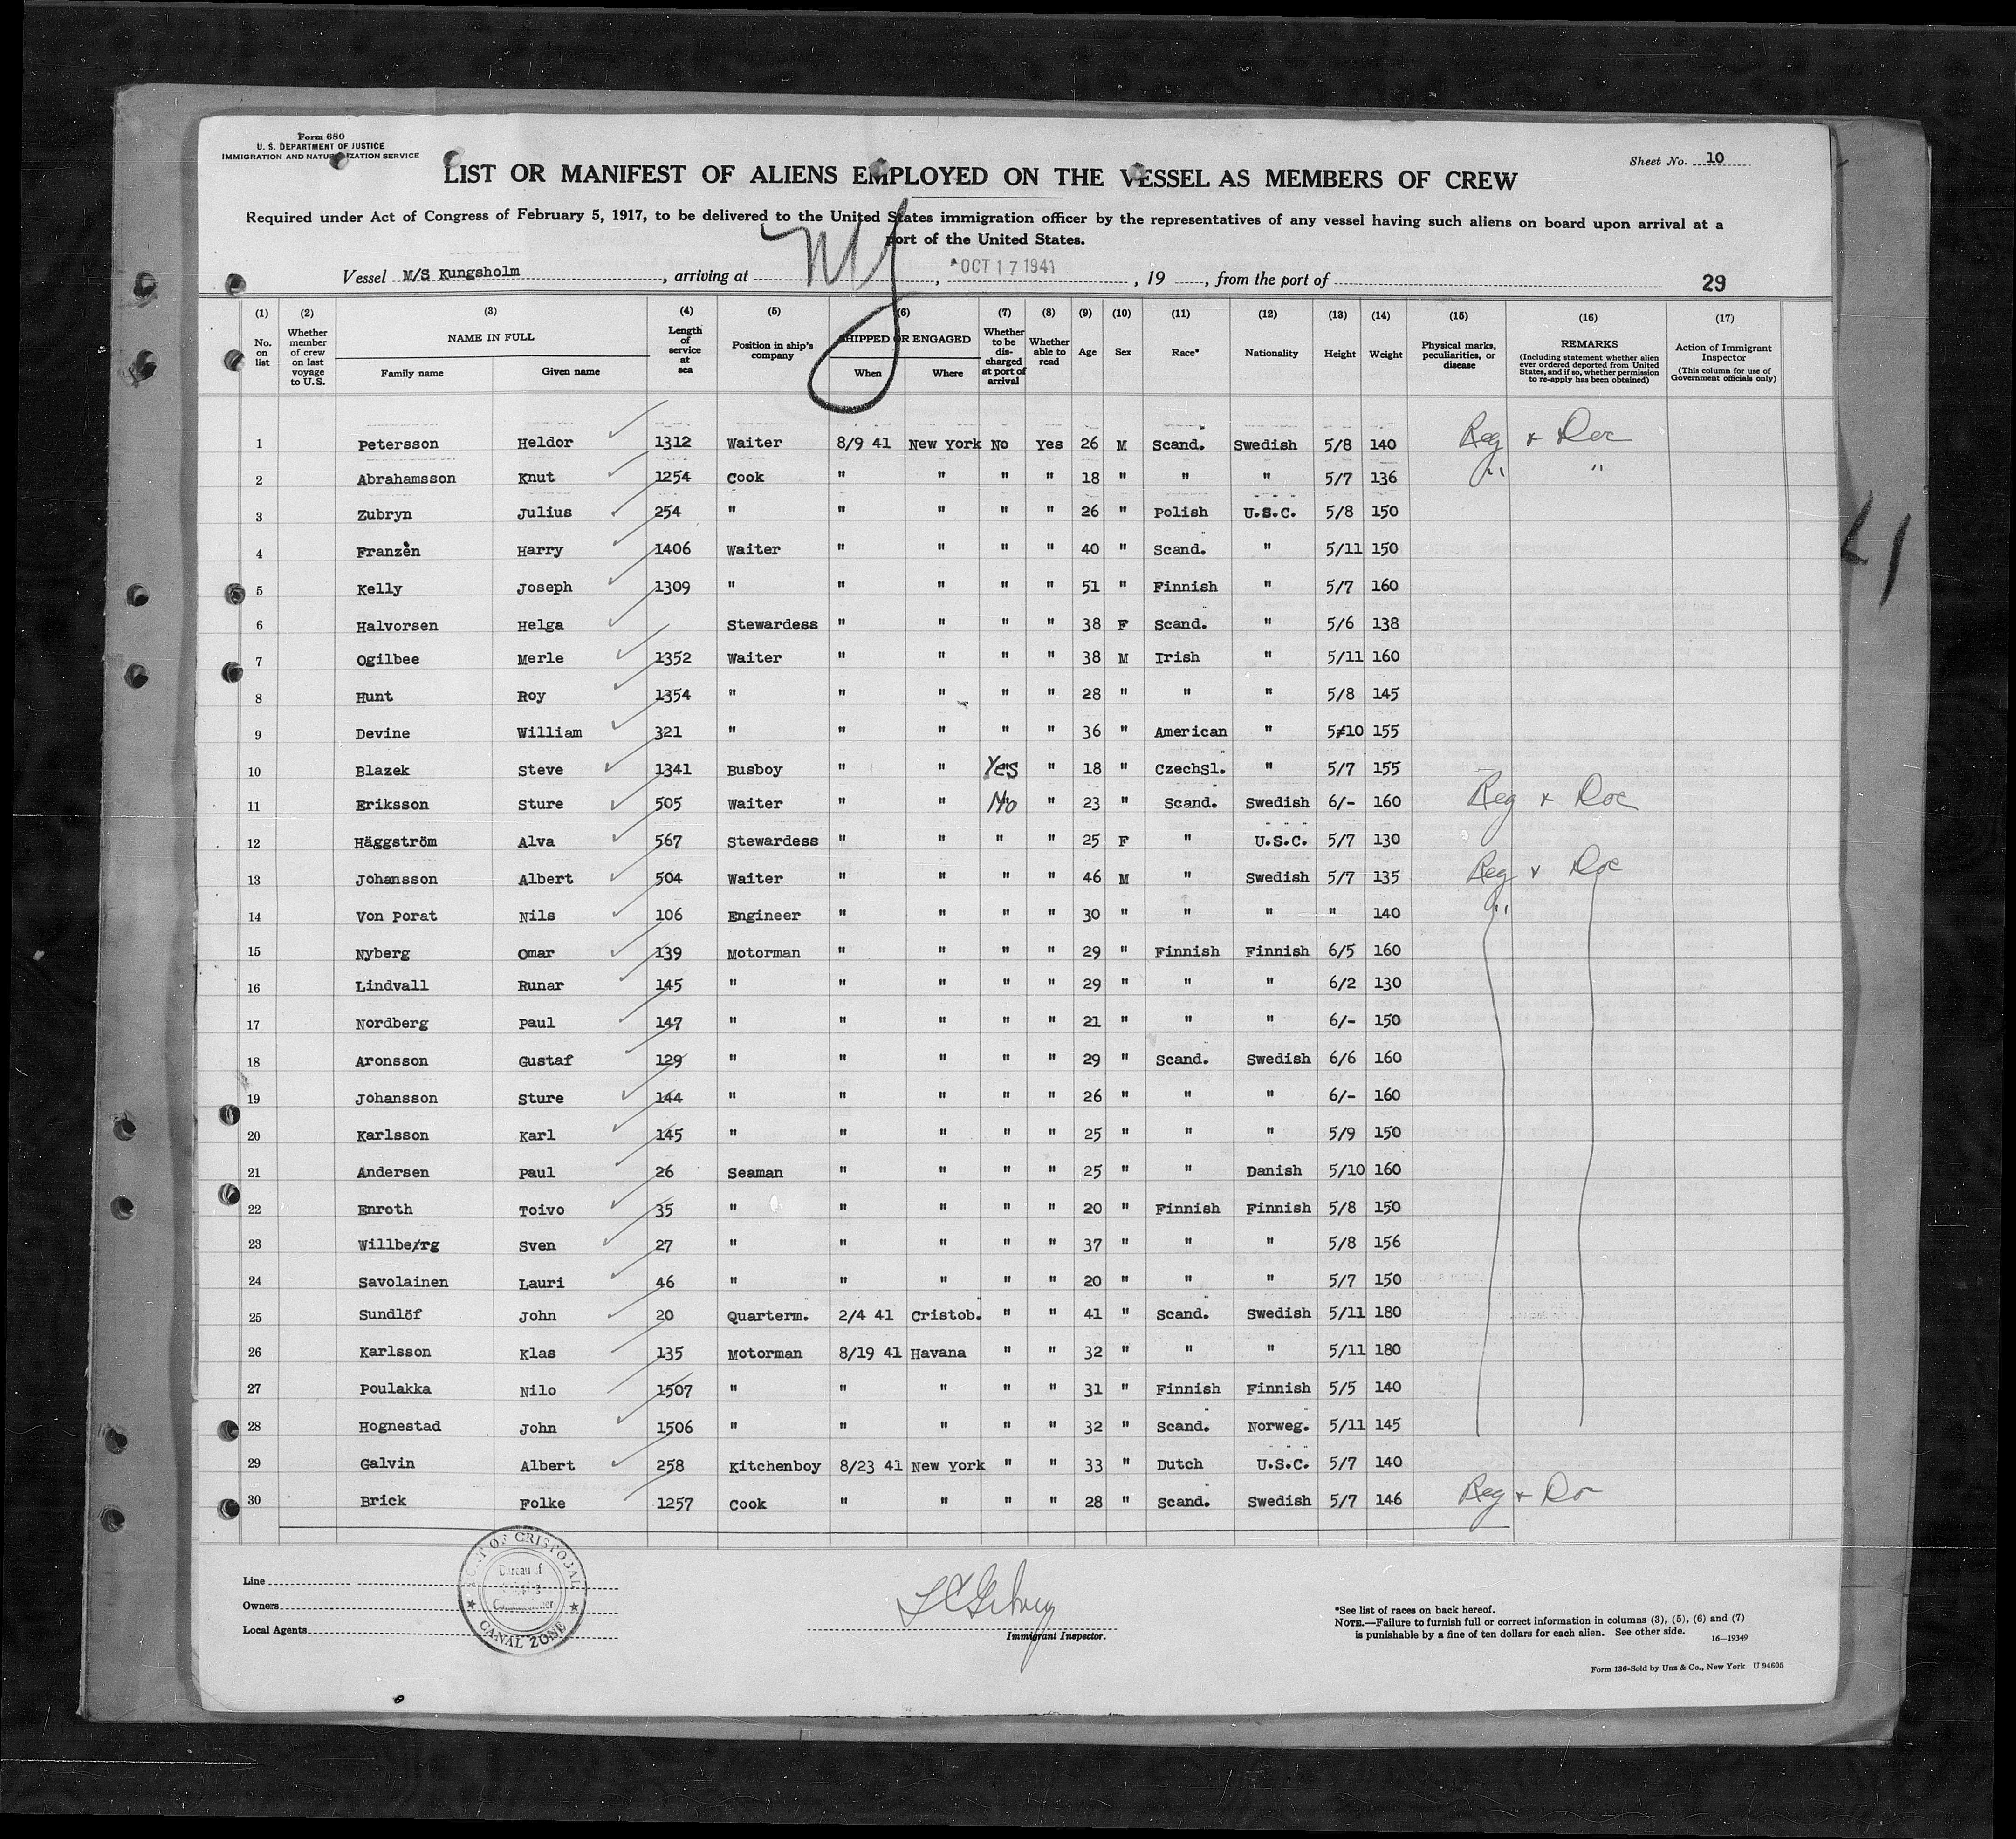 Form 680
U. S. DEPARTMENT OF JUSTICE
IMMIGRATION AND NATURALIZATION SERVICE
Sheet No. 10
LIST OR MANIFEST OF ALIENS EMPLOYED ON THE VESSEL AS MEMBERS OF CREW
Required under Act of Congress of February 5, 1917, to be delivered to the United States immigration officer by the representatives of any vessel having such aliens on board upon arrival at a
port of the United States.
Vessel M/S Kungsholm, arriving at NY, OCT 17 1941, 19 , from the port of 29
(1) No. on list (2) Whether member of crew on last voyage to U.S. (3) NAME IN FULL Family name Given name (4) Length of service at sea (5) Position in ship's company (6) SHIPPED OR ENGAGED When Where (7) Whether to be discharged at port of arrival (8) Whether able to read (9) Age (10) Sex (11) Race* (12) Nationality (13) Height (14) Weight (15) Physical marks, peculiarities, or disease (16) REMARKS (Including statement whether alien ever ordered deported from United States, and if so, whether permission to re-apply has been obtained) (17) Action of Immigrant Inspector (This column for use of Government officials only)
1 Petersson Heldor 1312 Waiter 8/9 41 New York No Yes 26 M Scand. Swedish 5/8 140 Reg + Doc
2 Abrahamsson Knut 1254 Cook " " " " 18 " " " 5/7 136 " "
3 Zubryn Julius 254 " " " " " 26 " Polish U.S.C. 5/8 150
4 Franzén Harry 1406 Waiter " " " " 40 " Scand. " 5/11 150
5 Kelly Joseph 1309 " " " " " 51 " Finnish " 5/7 160
6 Halvorsen Helga Stewardess " " " " 38 F Scand. " 5/6 138
7 Ogilbee Merle 1352 Waiter " " " " 38 M Irish " 5/11 160
8 Hunt Roy 1354 " " " " " 28 " " " 5/8 145
9 Devine William 321 " " " " " 36 " American " 5/10 155
10 Blazek Steve 1341 Busboy " " Yes " 18 " Czechsl. " 5/7 155
11 Eriksson Sture 505 Waiter " " No " 23 " Scand. Swedish 6/- 160 Reg + Doc
12 Häggström Alva 567 Stewardess " " " " 25 F " U.S.C. 5/7 130
13 Johansson Albert 504 Waiter " " " " 46 M " Swedish 5/7 135 Reg + Doc
14 Von Porat Nils 106 Engineer " " " " 30 " " " " 140 "
15 Nyberg Omar 139 Motorman " " " " 29 " Finnish Finnish 6/5 160
16 Lindvall Runar 145 " " " " " 29 " " " 6/2 130
17 Nordberg Paul 147 " " " " " 21 " " " 6/- 150
18 Aronsson Gustaf 129 " " " " " 29 " Scand. Swedish 6/6 160
19 Johansson Sture 144 " " " " " 26 " " " 6/- 160
20 Karlsson Karl 145 " " " " " 25 " " " 5/9 150
21 Andersen Paul 26 Seaman " " " " 25 " " Danish 5/10 160
22 Enroth Toivo 35 " " " " " 20 " Finnish Finnish 5/8 150
23 Willbe/rg Sven 27 " " " " " 37 " " " 5/8 156
24 Savolainen Lauri 46 " " " " " 20 " " " 5/7 150
25 Sundlöf John 20 Quarterm. 2/4 41 Cristob. " " 41 " Scand. Swedish 5/11 180
26 Karlsson Klas 135 Motorman 8/19 41 Havana " " 32 " " " 5/11 180
27 Poulakka Nilo 1507 " " " " " 31 " Finnish Finnish 5/5 140
28 Hognestad John 1506 " " " " " 32 " Scand. Norweg. 5/11 145
29 Galvin Albert 258 Kitchenboy 8/23 41 New York " " 33 " Dutch U.S.C. 5/7 140
30 Brick Folke 1257 Cook " " " " 28 " Scand. Swedish 5/7 146 Reg + Doc
Line
Owners
Local Agents
PORT OF CRISTOBAL
Bureau of
CANAL ZONE
Immigrant Inspector.
*See list of races on back hereof.
NOTE.—Failure to furnish full or correct information in columns (3), (5), (6) and (7)
is punishable by a fine of ten dollars for each alien. See other side.
16—19349
Form 136-Sold by Unz & Co., New York U 94605